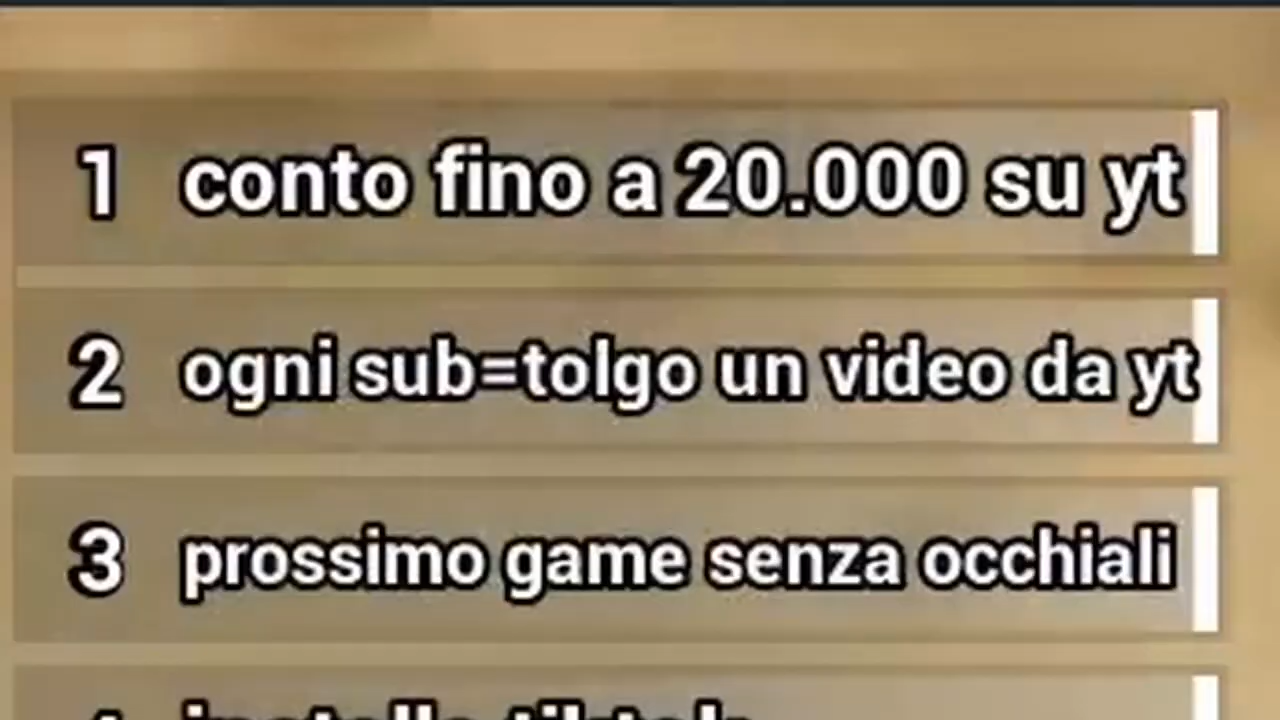 1 conto fino a 20.000 su yt
2 ogni sub=tolgo un video da yt
3 prossimo game senza occhiali